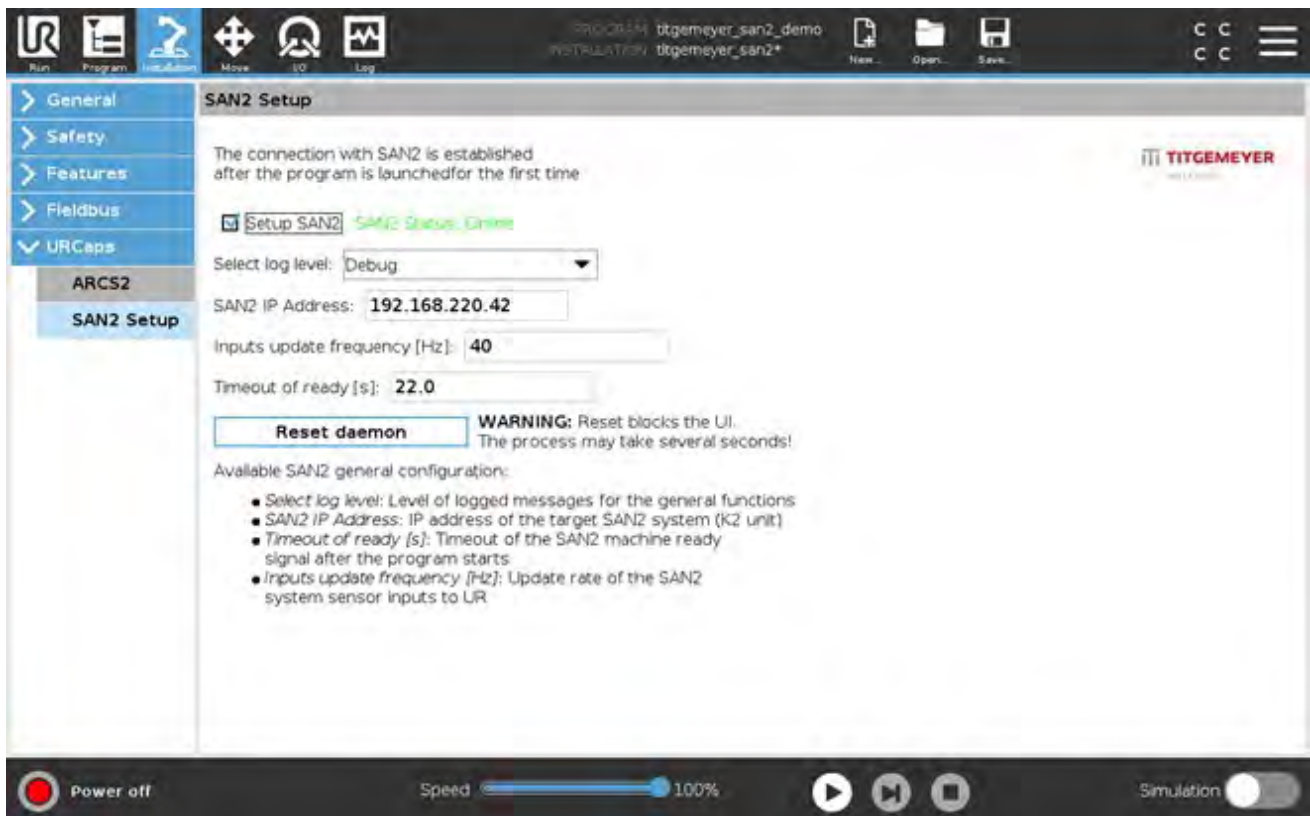 UR
Run
Program
Installation
Move
I/O
Log
PROGRAM titgemeyer_san2_demo
INSTALLATION titgemeyer_san2*
New...
Open...
Save...
C C
C C
General
Safety
Features
Fieldbus
URCaps
ARCS2
SAN2 Setup
SAN2 Setup
The connection with SAN2 is established
after the program is launchedfor the first time
TITGEMEYER
Setup SAN2 SAN2 Status: Online
Select log level: Debug
SAN2 IP Address: 192.168.220.42
Inputs update frequency [Hz]: 40
Timeout of ready [s]: 22.0
Reset daemon
WARNING: Reset blocks the UI.
The process may take several seconds!
Available SAN2 general configuration:
• Select log level: Level of logged messages for the general functions
• SAN2 IP Address: IP address of the target SAN2 system (K2 unit)
• Timeout of ready [s]: Timeout of the SAN2 machine ready
signal after the program starts
• Inputs update frequency [Hz]: Update rate of the SAN2
system sensor inputs to UR
Power off
Speed 100%
Simulation